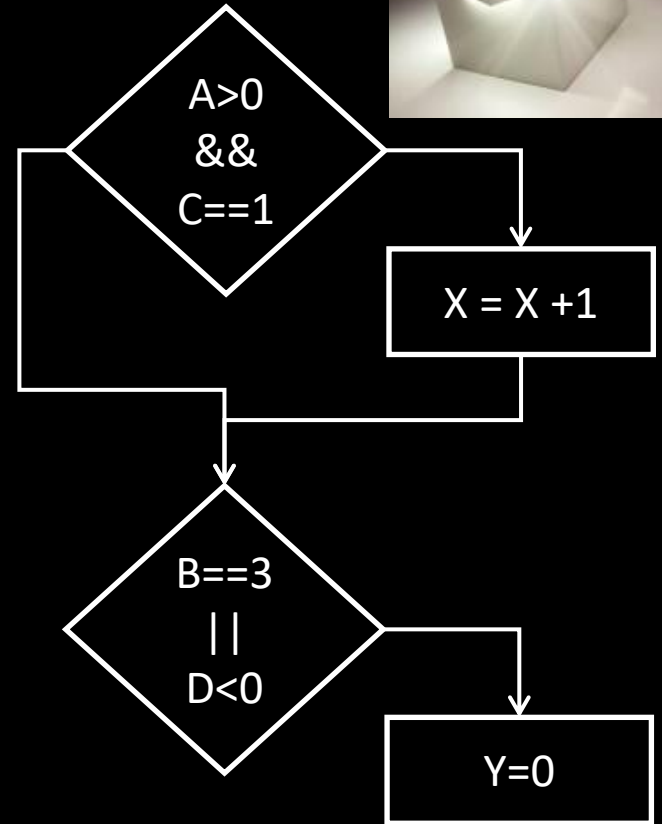 A>0
&&
C==1
X = X +1
B==3
||
D<0
Y=0